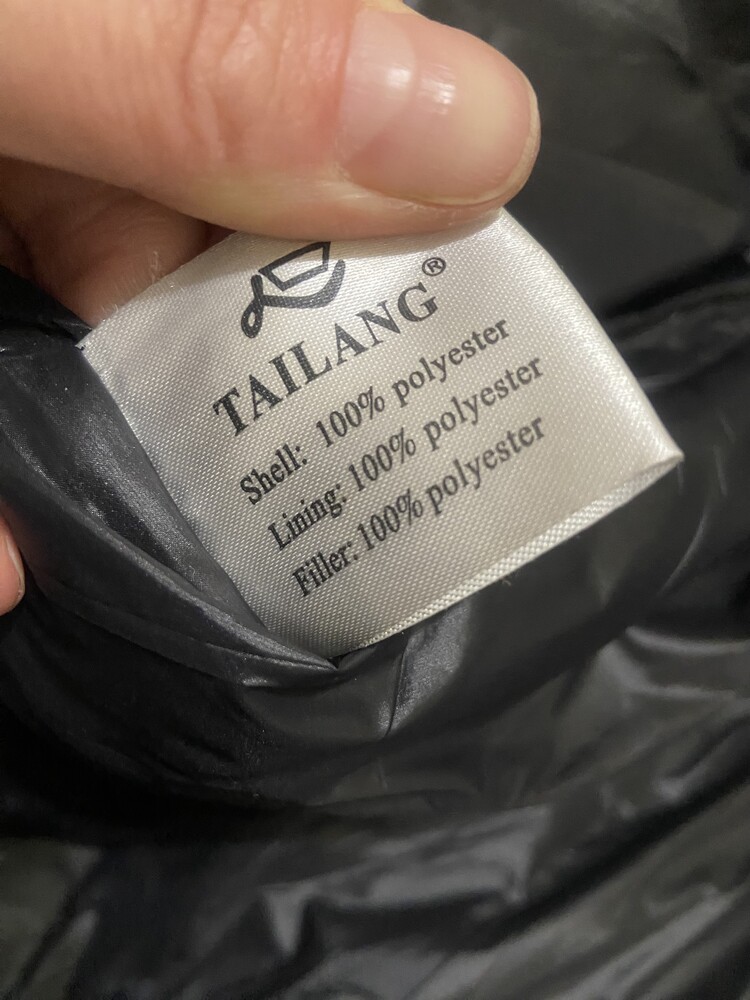 TAILANG®
Shell: 100% polyester
Lining: 100% polyester
Filler: 100% polyester